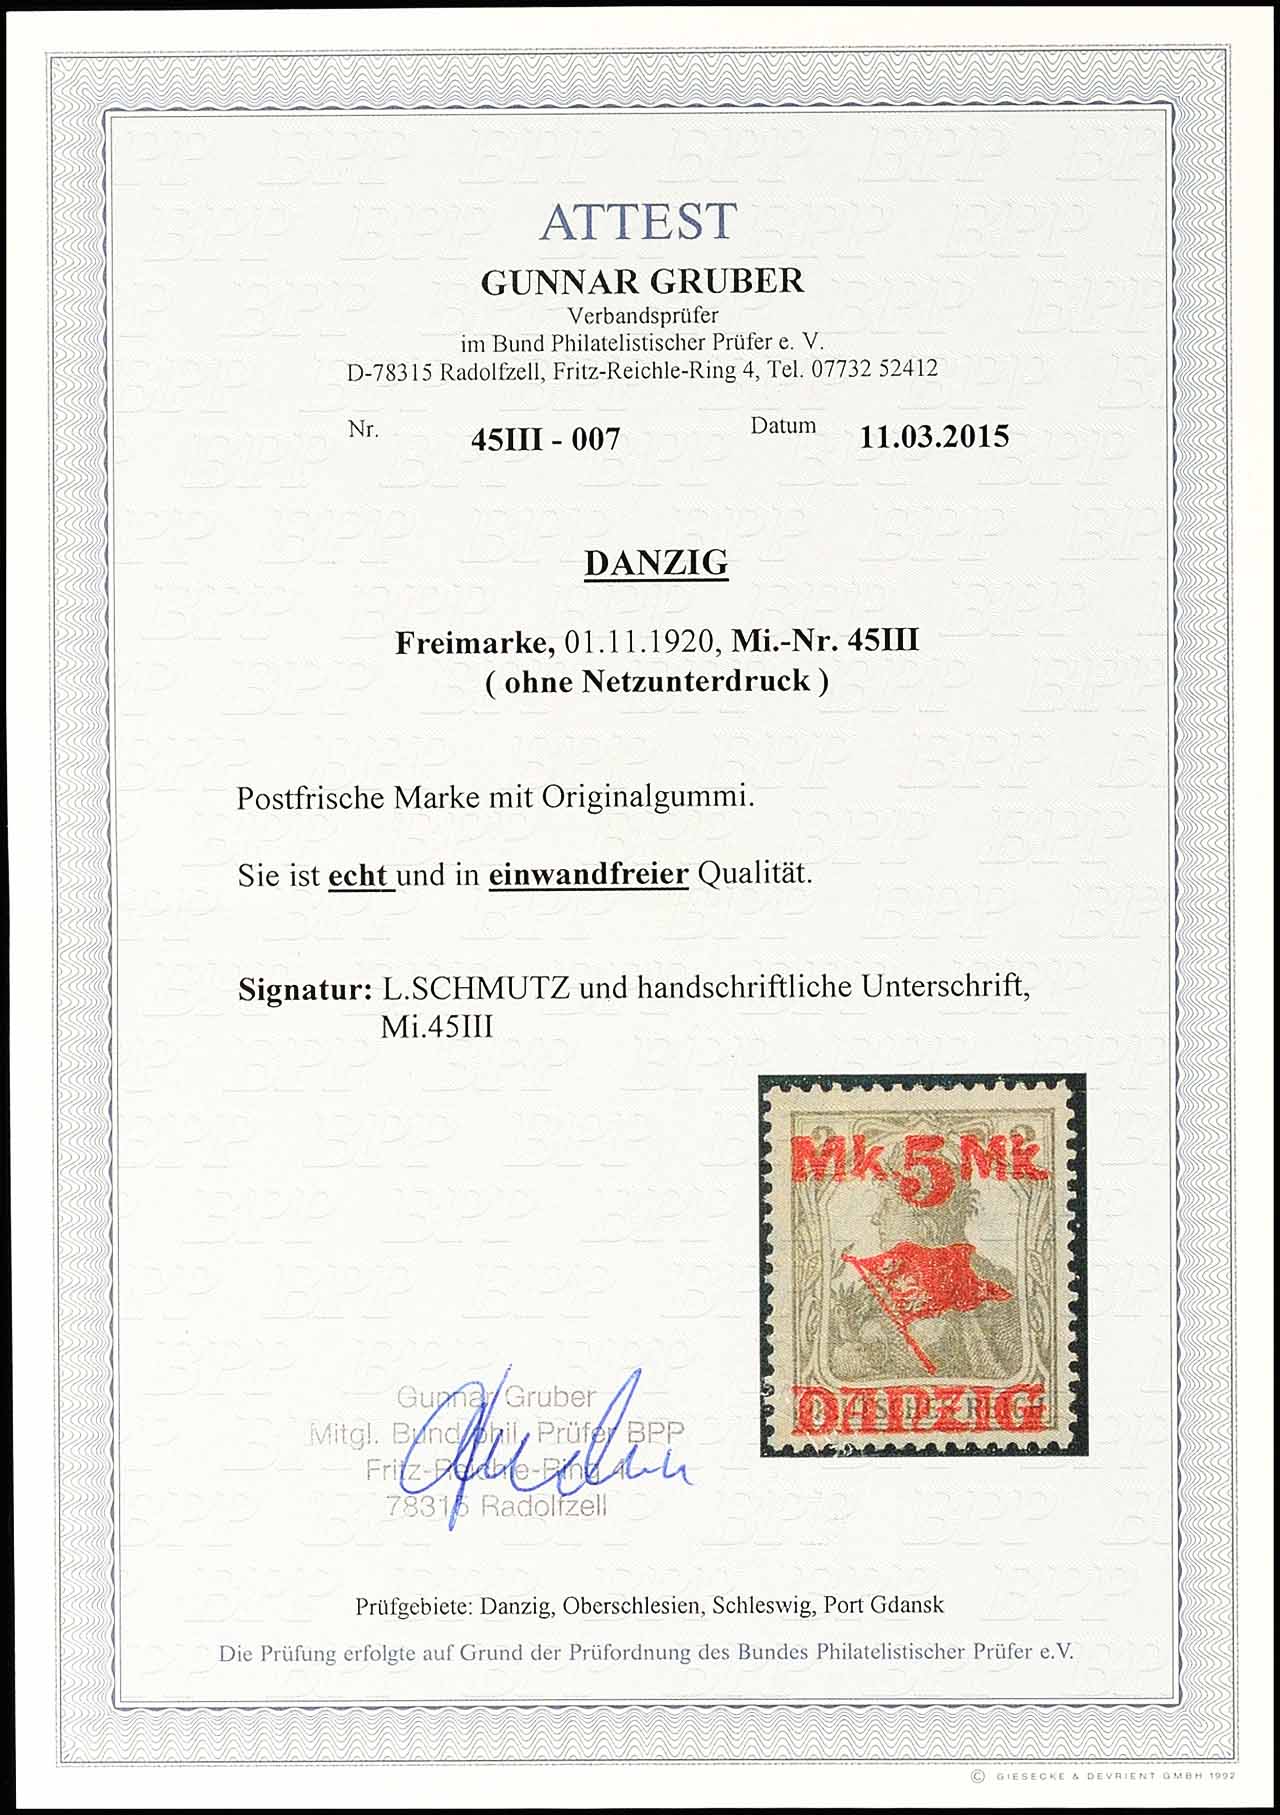 ATTEST
GUNNAR GRUBER
Verbandsprüfer
im Bund Philatelistischer Prüfer e. V.
D-78315 Radolfzell, Fritz-Reichle-Ring 4, Tel. 07732 52412
Nr. 45III - 007 Datum 11.03.2015
DANZIG
Freimarke, 01.11.1920, Mi.-Nr. 45III
( ohne Netzunterdruck )
Postfrische Marke mit Originalgummi.
Sie ist echt und in einwandfreier Qualität.
Signatur: L.SCHMUTZ und handschriftliche Unterschrift,
Mi.45III
Mk 5 Mk
DANZIG
DEUTSCHES REICH
Gunnar Gruber
Mitgl. Bund phil. Prüfer BPP
Fritz-Reichle-Ring 4
78315 Radolfzell
Prüfgebiete: Danzig, Oberschlesien, Schleswig, Port Gdansk
Die Prüfung erfolgte auf Grund der Prüfordnung des Bundes Philatelistischer Prüfer e.V.
© GIESECKE & DEVRIENT GMBH 1992